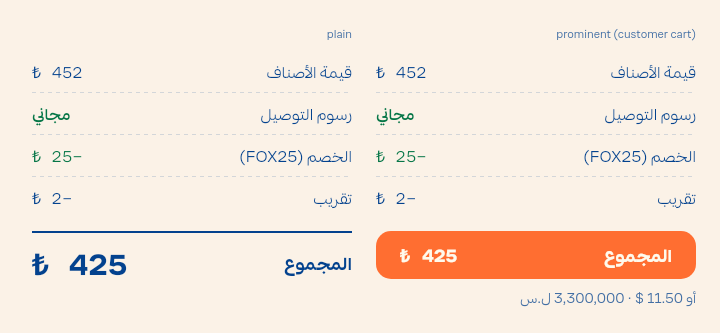 prominent (customer cart)
قيمة الأصناف 452 ₺
رسوم التوصيل مجاني
الخصم (FOX25) −25 ₺
تقريب −2 ₺
المجموع 425 ₺
أو 11.50 $ · 3,300,000 ل.س
plain
قيمة الأصناف 452 ₺
رسوم التوصيل مجاني
الخصم (FOX25) −25 ₺
تقريب −2 ₺
المجموع 425 ₺